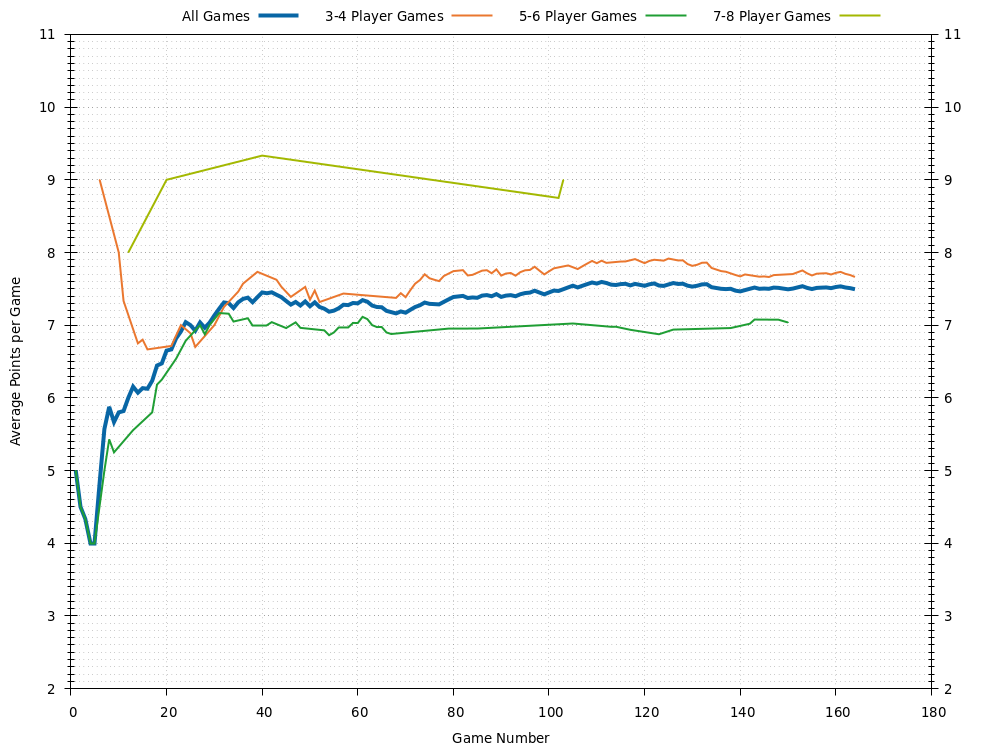 All Games 3-4 Player Games 5-6 Player Games 7-8 Player Games
11 11
10 10
9 9
8 8
7 7
6 6
5 5
4 4
3 3
2 2
Average Points per Game
0 20 40 60 80 100 120 140 160 180
Game Number